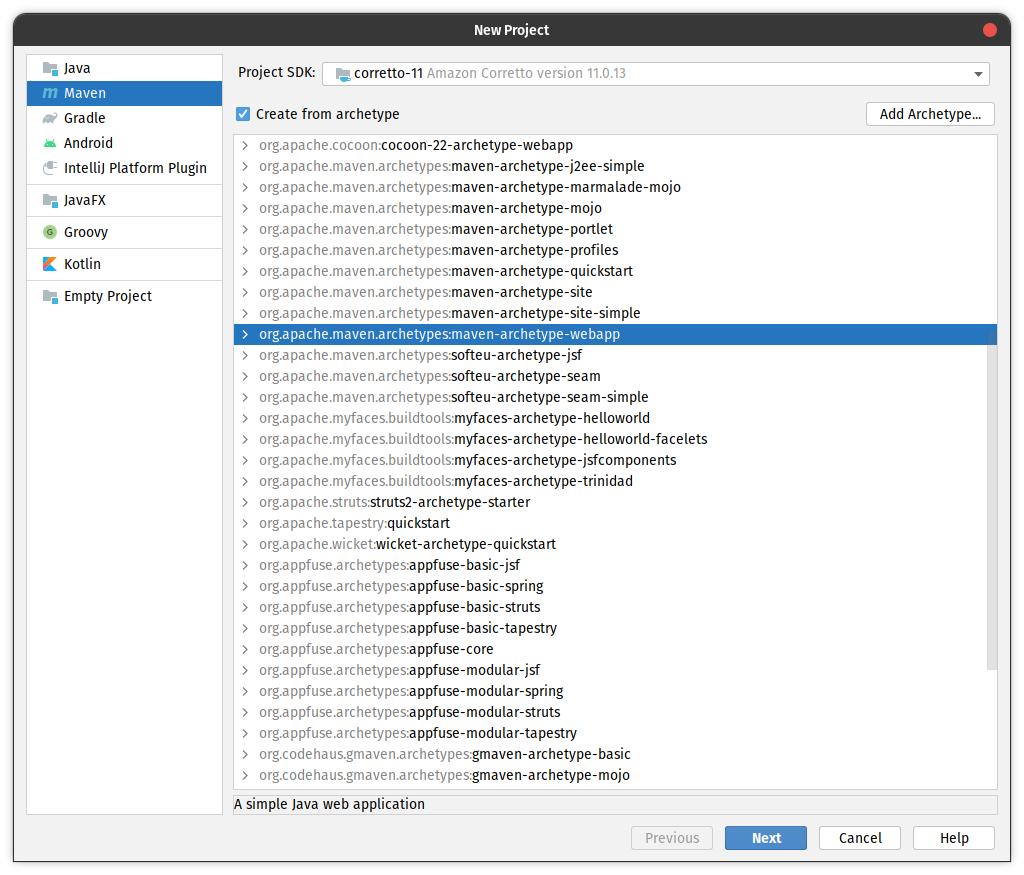 New Project
Java
Maven
Gradle
Android
IntelliJ Platform Plugin
JavaFX
Groovy
Kotlin
Empty Project
Project SDK: corretto-11 Amazon Corretto version 11.0.13
Create from archetype
Add Archetype...
org.apache.cocoon:cocoon-22-archetype-webapp
org.apache.maven.archetypes:maven-archetype-j2ee-simple
org.apache.maven.archetypes:maven-archetype-marmalade-mojo
org.apache.maven.archetypes:maven-archetype-mojo
org.apache.maven.archetypes:maven-archetype-portlet
org.apache.maven.archetypes:maven-archetype-profiles
org.apache.maven.archetypes:maven-archetype-quickstart
org.apache.maven.archetypes:maven-archetype-site
org.apache.maven.archetypes:maven-archetype-site-simple
org.apache.maven.archetypes:maven-archetype-webapp
org.apache.maven.archetypes:softeu-archetype-jsf
org.apache.maven.archetypes:softeu-archetype-seam
org.apache.maven.archetypes:softeu-archetype-seam-simple
org.apache.myfaces.buildtools:myfaces-archetype-helloworld
org.apache.myfaces.buildtools:myfaces-archetype-helloworld-facelets
org.apache.myfaces.buildtools:myfaces-archetype-jsfcomponents
org.apache.myfaces.buildtools:myfaces-archetype-trinidad
org.apache.struts:struts2-archetype-starter
org.apache.tapestry:quickstart
org.apache.wicket:wicket-archetype-quickstart
org.appfuse.archetypes:appfuse-basic-jsf
org.appfuse.archetypes:appfuse-basic-spring
org.appfuse.archetypes:appfuse-basic-struts
org.appfuse.archetypes:appfuse-basic-tapestry
org.appfuse.archetypes:appfuse-core
org.appfuse.archetypes:appfuse-modular-jsf
org.appfuse.archetypes:appfuse-modular-spring
org.appfuse.archetypes:appfuse-modular-struts
org.appfuse.archetypes:appfuse-modular-tapestry
org.codehaus.gmaven.archetypes:gmaven-archetype-basic
org.codehaus.gmaven.archetypes:gmaven-archetype-mojo
A simple Java web application
Previous
Next
Cancel
Help